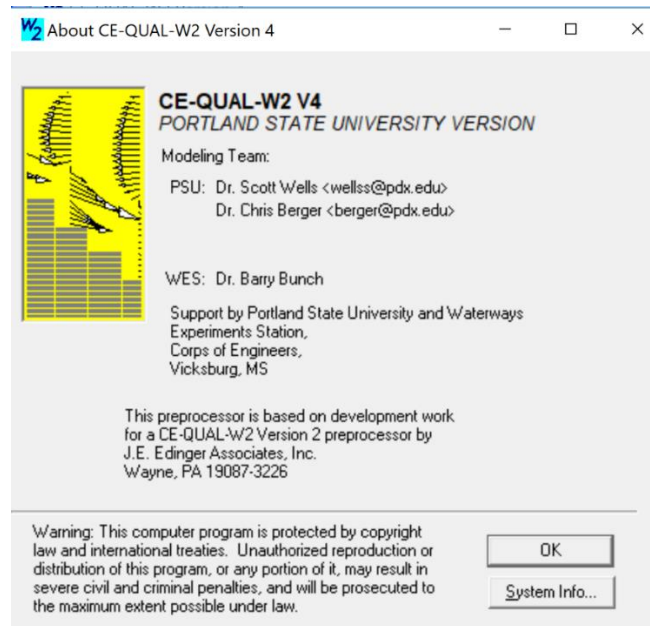 W2 About CE-QUAL-W2 Version 4
CE-QUAL-W2 V4
PORTLAND STATE UNIVERSITY VERSION
Modeling Team:
PSU: Dr. Scott Wells <wellss@pdx.edu>
Dr. Chris Berger <berger@pdx.edu>
WES: Dr. Barry Bunch
Support by Portland State University and Waterways
Experiments Station,
Corps of Engineers,
Vicksburg, MS
This preprocessor is based on development work
for a CE-QUAL-W2 Version 2 preprocessor by
J.E. Edinger Associates, Inc.
Wayne, PA 19087-3226
Warning: This computer program is protected by copyright
law and international treaties. Unauthorized reproduction or
distribution of this program, or any portion of it, may result in
severe civil and criminal penalties, and will be prosecuted to
the maximum extent possible under law.
OK
System Info...